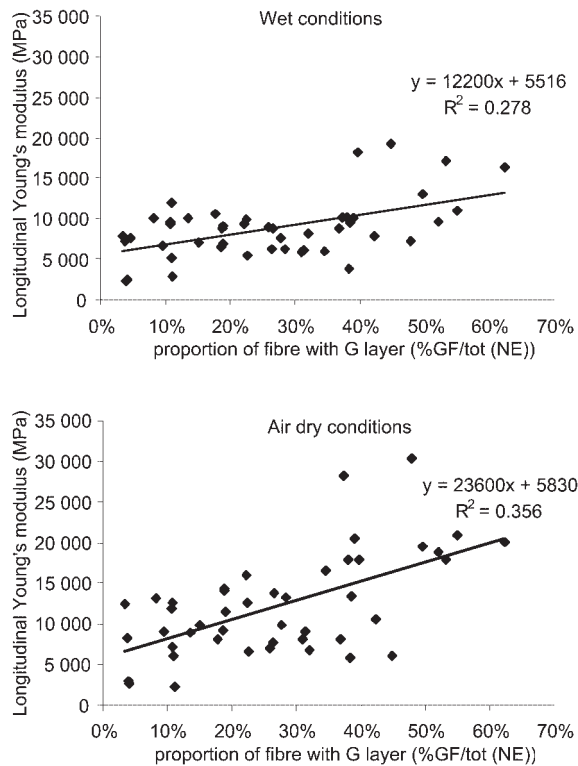 Wet conditions
Longitudinal Young's modulus (MPa)
35 000
30 000
25 000
20 000
15 000
10 000
5 000
0
y = 12200x + 5516
R² = 0.278
0% 10% 20% 30% 40% 50% 60% 70%
proportion of fibre with G layer (%GF/tot (NE))
Air dry conditions
Longitudinal Young's modulus (MPa)
35 000
30 000
25 000
20 000
15 000
10 000
5 000
0
y = 23600x + 5830
R² = 0.356
0% 10% 20% 30% 40% 50% 60% 70%
proportion of fibre with G layer (%GF/tot (NE))